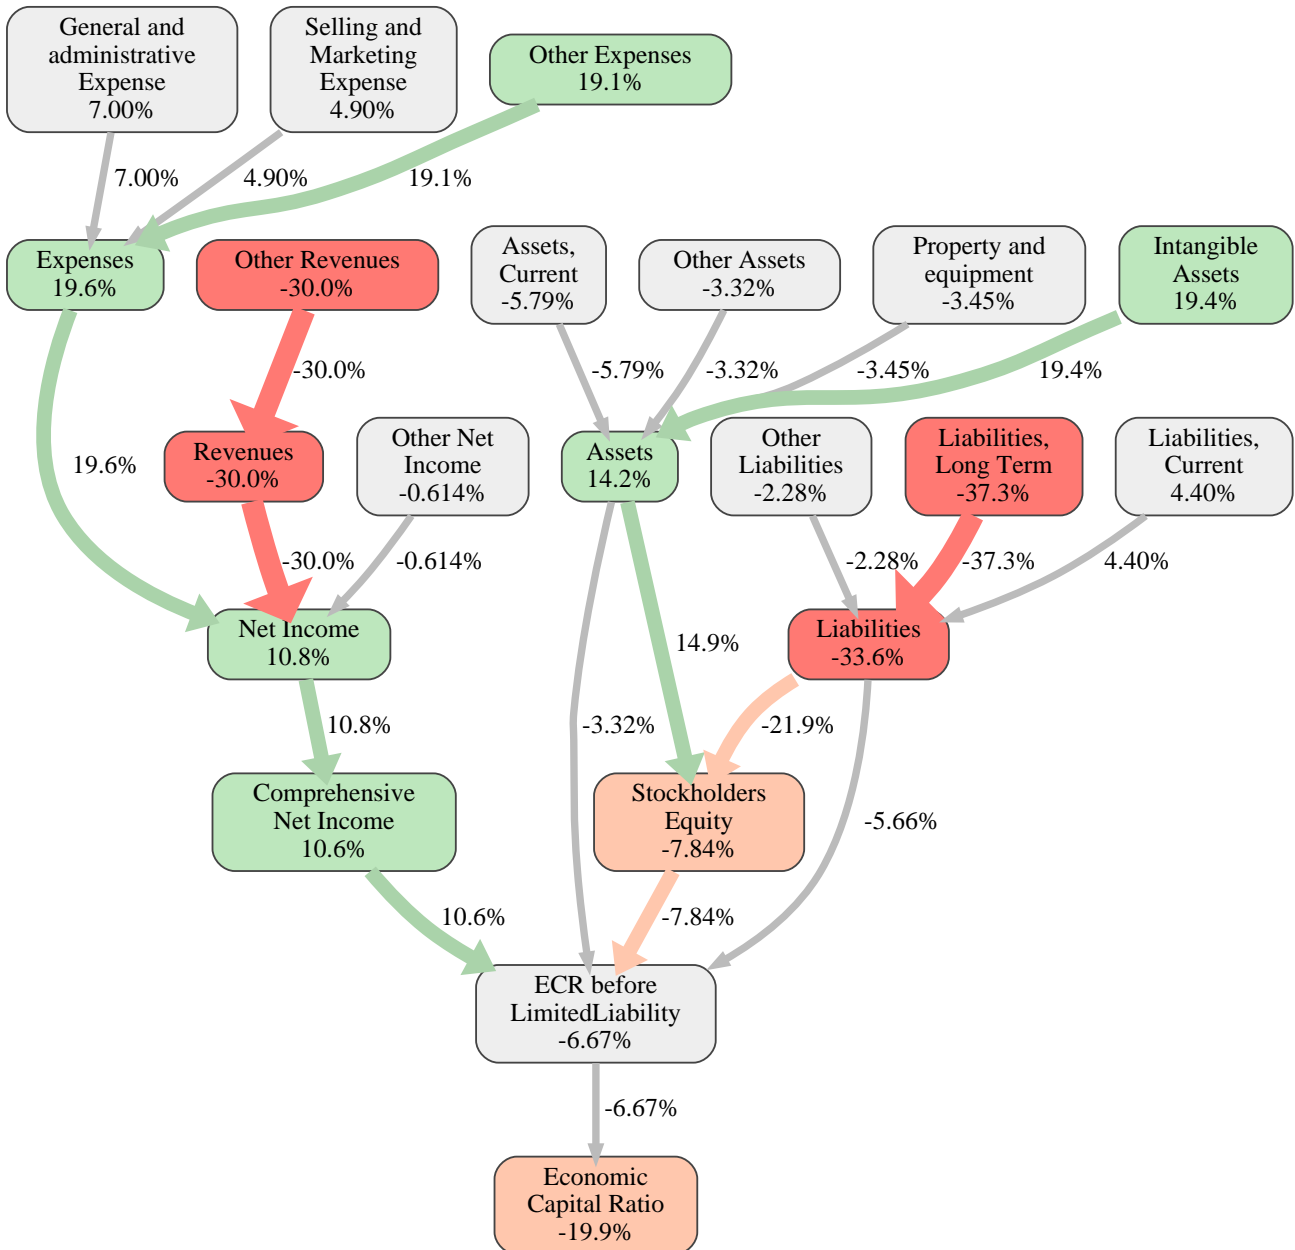 General and
administrative
Expense
7.00%
Selling and
Marketing
Expense
4.90%
Other Expenses
19.1%
7.00%
4.90%
19.1%
Expenses
19.6%
Other Revenues
-30.0%
Assets,
Current
-5.79%
Other Assets
-3.32%
Property and
equipment
-3.45%
Intangible
Assets
19.4%
-30.0%
-5.79%
-3.32%
-3.45%
19.4%
19.6%
Revenues
-30.0%
Other Net
Income
-0.614%
Assets
14.2%
Other
Liabilities
-2.28%
Liabilities,
Long Term
-37.3%
Liabilities,
Current
4.40%
-30.0%
-0.614%
-2.28%
-37.3%
4.40%
Net Income
10.8%
14.9%
Liabilities
-33.6%
10.8%
-3.32%
-21.9%
Comprehensive
Net Income
10.6%
Stockholders
Equity
-7.84%
-5.66%
10.6%
-7.84%
ECR before
LimitedLiability
-6.67%
-6.67%
Economic
Capital Ratio
-19.9%